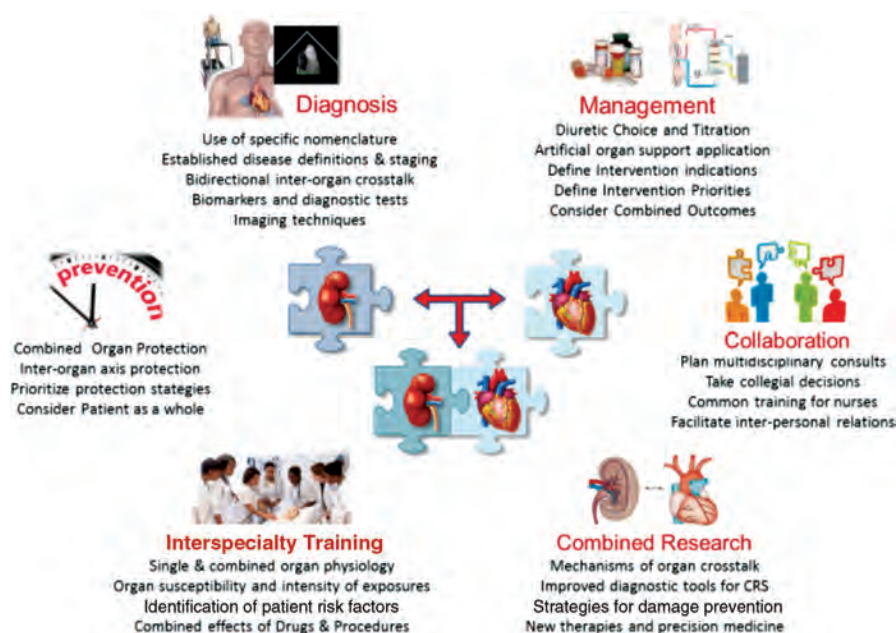 Diagnosis
Use of specific nomenclature
Established disease definitions & staging
Bidirectional inter-organ crosstalk
Biomarkers and diagnostic tests
Imaging techniques
Management
Diuretic Choice and Titration
Artificial organ support application
Define Intervention indications
Define Intervention Priorities
Consider Combined Outcomes
prevention
Combined Organ Protection
Inter-organ axis protection
Prioritize protection stategies
Consider Patient as a whole
Collaboration
Plan multidisciplinary consults
Take collegial decisions
Common training for nurses
Facilitate inter-personal relations
Interspecialty Training
Single & combined organ physiology
Organ susceptibility and intensity of exposures
Identification of patient risk factors
Combined effects of Drugs & Procedures
Combined Research
Mechanisms of organ crosstalk
Improved diagnostic tools for CRS
Strategies for damage prevention
New therapies and precision medicine